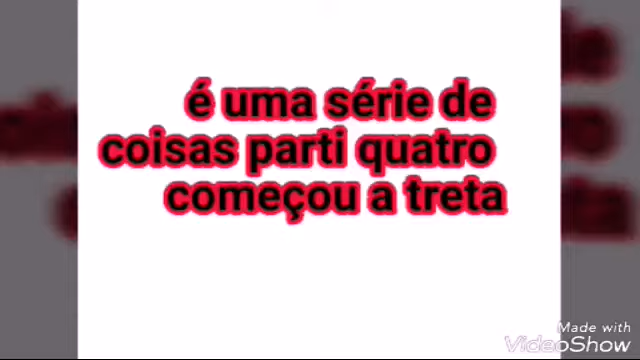 é uma série de
coisas parti quatro
começou a treta
Made with
VideoShow